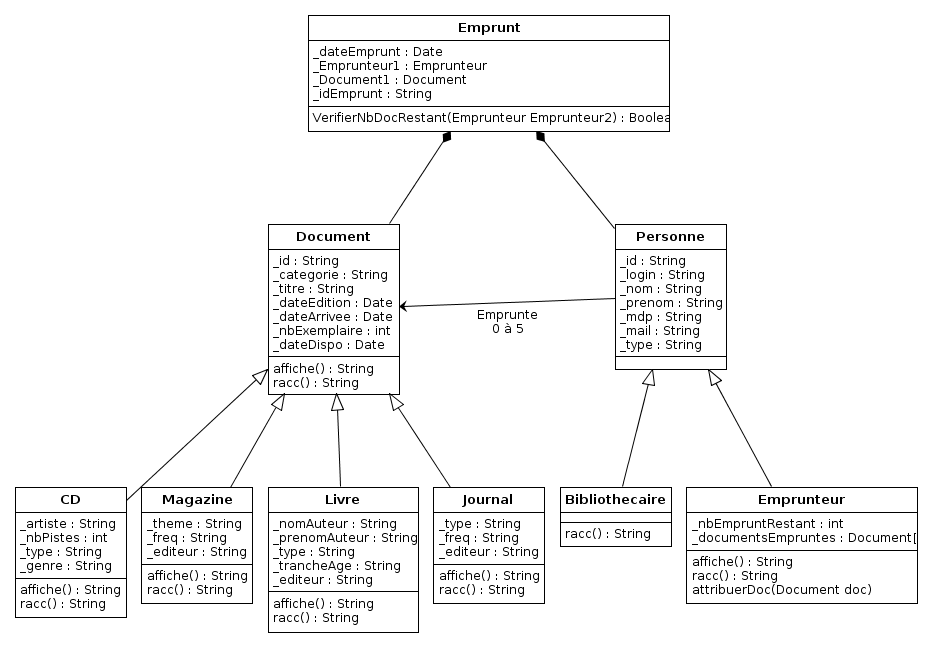 Emprunt
_dateEmprunt : Date
_Emprunteur1 : Emprunteur
_Document1 : Document
_idEmprunt : String
VerifierNbDocRestant(Emprunteur Emprunteur2) : Boolea
Document
_id : String
_categorie : String
_titre : String
_dateEdition : Date
_dateArrivee : Date
_nbExemplaire : int
_dateDispo : Date
affiche() : String
racc() : String
Emprunte
0 à 5
Personne
_id : String
_login : String
_nom : String
_prenom : String
_mdp : String
_mail : String
_type : String
CD
_artiste : String
_nbPistes : int
_type : String
_genre : String
affiche() : String
racc() : String
Magazine
_theme : String
_freq : String
_editeur : String
affiche() : String
racc() : String
Livre
_nomAuteur : String
_prenomAuteur : String
_type : String
_trancheAge : String
_editeur : String
affiche() : String
racc() : String
Journal
_type : String
_freq : String
_editeur : String
affiche() : String
racc() : String
Bibliothecaire
racc() : String
Emprunteur
_nbEmpruntRestant : int
_documentsEmpruntes : Document[
affiche() : String
racc() : String
attribuerDoc(Document doc)